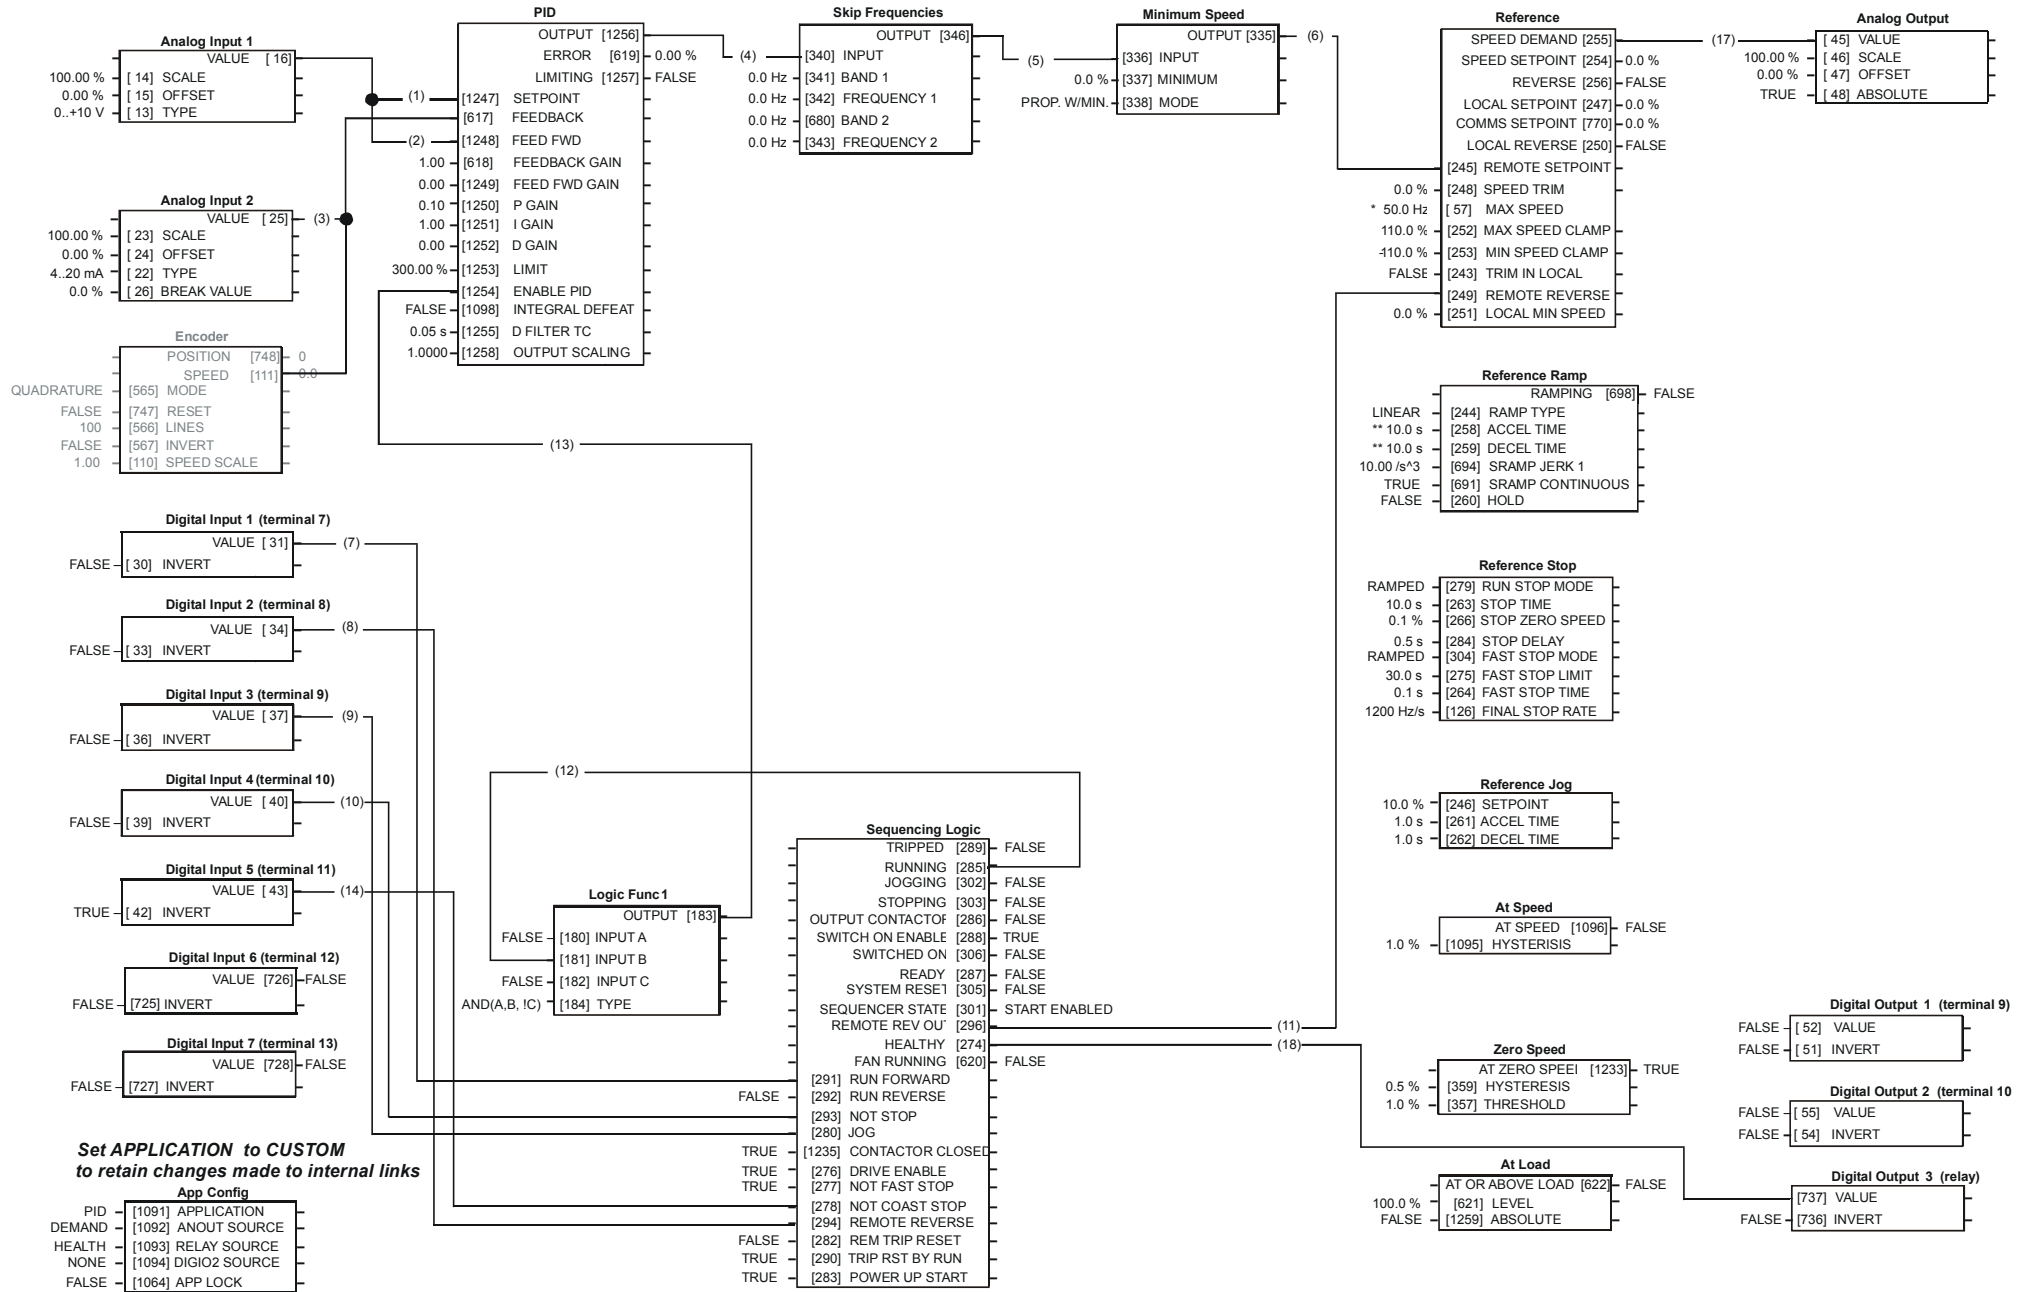 Analog Input 1
VALUE [ 16]
100.00 % [ 14] SCALE
0.00 % [ 15] OFFSET
0..+10 V [ 13] TYPE
Analog Input 2
VALUE [ 25] (3)
100.00 % [ 23] SCALE
0.00 % [ 24] OFFSET
4..20 mA [ 22] TYPE
0.0 % [ 26] BREAK VALUE
Encoder
POSITION [748] 0
SPEED [111] 0.0
QUADRATURE [565] MODE
FALSE [747] RESET
100 [566] LINES
FALSE [567] INVERT
1.00 [110] SPEED SCALE
Digital Input 1 (terminal 7)
VALUE [ 31] (7)
FALSE [ 30] INVERT
Digital Input 2 (terminal 8)
VALUE [ 34] (8)
FALSE [ 33] INVERT
Digital Input 3 (terminal 9)
VALUE [ 37] (9)
FALSE [ 36] INVERT
Digital Input 4 (terminal 10)
VALUE [ 40] (10)
FALSE [ 39] INVERT
Digital Input 5 (terminal 11)
VALUE [ 43] (14)
TRUE [ 42] INVERT
Digital Input 6 (terminal 12)
VALUE [726] FALSE
FALSE [725] INVERT
Digital Input 7 (terminal 13)
VALUE [728] FALSE
FALSE [727] INVERT
Set APPLICATION to CUSTOM
to retain changes made to internal links
App Config
PID [1091] APPLICATION
DEMAND [1092] ANOUT SOURCE
HEALTH [1093] RELAY SOURCE
NONE [1094] DIGIO2 SOURCE
FALSE [1064] APP LOCK
PID
OUTPUT [1256]
ERROR [619] 0.00 %
LIMITING [1257] FALSE
(1) [1247] SETPOINT
[617] FEEDBACK
(2) [1248] FEED FWD
1.00 [618] FEEDBACK GAIN
0.00 [1249] FEED FWD GAIN
0.10 [1250] P GAIN
1.00 [1251] I GAIN
0.00 [1252] D GAIN
300.00 % [1253] LIMIT
[1254] ENABLE PID
FALSE [1098] INTEGRAL DEFEAT
0.05 s [1255] D FILTER TC
1.0000 [1258] OUTPUT SCALING
(13)
(12)
Logic Func1
OUTPUT [183]
FALSE [180] INPUT A
[181] INPUT B
FALSE [182] INPUT C
AND(A,B, !C) [184] TYPE
Skip Frequencies
OUTPUT [346]
(4) [340] INPUT
0.0 Hz [341] BAND 1
0.0 Hz [342] FREQUENCY 1
0.0 Hz [680] BAND 2
0.0 Hz [343] FREQUENCY 2
Minimum Speed
OUTPUT [335] (6)
(5) [336] INPUT
0.0 % [337] MINIMUM
PROP. W/MIN. [338] MODE
Sequencing Logic
TRIPPED [289] FALSE
RUNNING [285]
JOGGING [302] FALSE
STOPPING [303] FALSE
OUTPUT CONTACTOR [286] FALSE
SWITCH ON ENABLE [288] TRUE
SWITCHED ON [306] FALSE
READY [287] FALSE
SYSTEM RESET [305] FALSE
SEQUENCER STATE [301] START ENABLED
REMOTE REV OU [296] (11)
HEALTHY [274] (18)
FAN RUNNING [620] FALSE
[291] RUN FORWARD
FALSE [292] RUN REVERSE
[293] NOT STOP
[280] JOG
TRUE [1235] CONTACTOR CLOSED
TRUE [276] DRIVE ENABLE
TRUE [277] NOT FAST STOP
[278] NOT COAST STOP
[294] REMOTE REVERSE
FALSE [282] REM TRIP RESET
TRUE [290] TRIP RST BY RUN
TRUE [283] POWER UP START
Reference
SPEED DEMAND [255] (17)
SPEED SETPOINT [254] 0.0 %
REVERSE [256] FALSE
LOCAL SETPOINT [247] 0.0 %
COMMS SETPOINT [770] 0.0 %
LOCAL REVERSE [250] FALSE
[245] REMOTE SETPOINT
0.0 % [248] SPEED TRIM
* 50.0 Hz [ 57] MAX SPEED
110.0 % [252] MAX SPEED CLAMP
-110.0 % [253] MIN SPEED CLAMP
FALSE [243] TRIM IN LOCAL
[249] REMOTE REVERSE
0.0 % [251] LOCAL MIN SPEED
Reference Ramp
RAMPING [698] FALSE
LINEAR [244] RAMP TYPE
** 10.0 s [258] ACCEL TIME
** 10.0 s [259] DECEL TIME
10.00 /s^3 [694] SRAMP JERK 1
TRUE [691] SRAMP CONTINUOUS
FALSE [260] HOLD
Reference Stop
RAMPED [279] RUN STOP MODE
10.0 s [263] STOP TIME
0.1 % [266] STOP ZERO SPEED
0.5 s [284] STOP DELAY
RAMPED [304] FAST STOP MODE
30.0 s [275] FAST STOP LIMIT
0.1 s [264] FAST STOP TIME
1200 Hz/s [126] FINAL STOP RATE
Reference Jog
10.0 % [246] SETPOINT
1.0 s [261] ACCEL TIME
1.0 s [262] DECEL TIME
At Speed
AT SPEED [1096] FALSE
1.0 % [1095] HYSTERISIS
Zero Speed
AT ZERO SPEEI [1233] TRUE
0.5 % [359] HYSTERESIS
1.0 % [357] THRESHOLD
At Load
AT OR ABOVE LOAD [622] FALSE
100.0 % [621] LEVEL
FALSE [1259] ABSOLUTE
Analog Output
[ 45] VALUE
100.00 % [ 46] SCALE
0.00 % [ 47] OFFSET
TRUE [ 48] ABSOLUTE
Digital Output 1 (terminal 9)
FALSE [ 52] VALUE
FALSE [ 51] INVERT
Digital Output 2 (terminal 10
FALSE [ 55] VALUE
FALSE [ 54] INVERT
Digital Output 3 (relay)
[737] VALUE
FALSE [736] INVERT